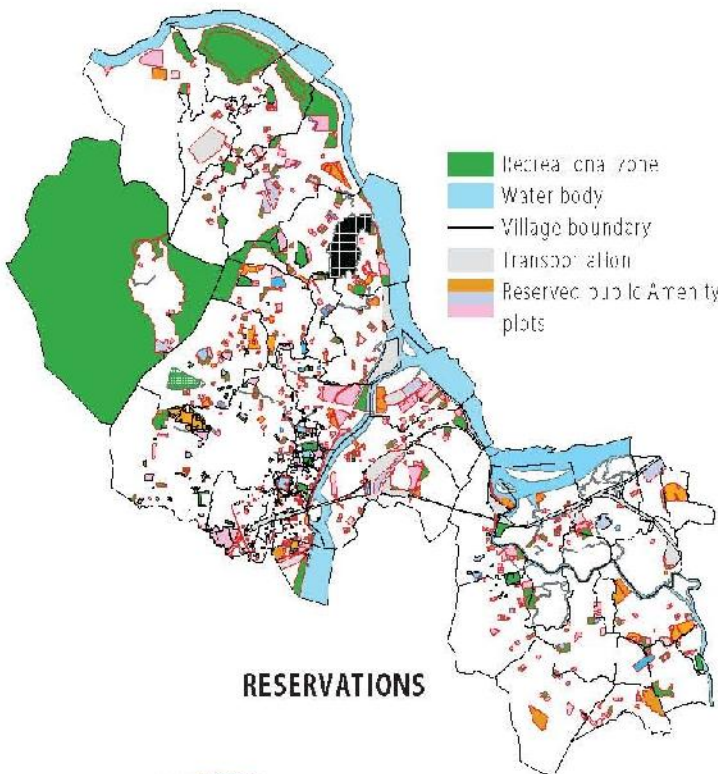 Recreational zone
Water body
Village boundary
Transportation
Reserved public Amenity
plots
RESERVATIONS